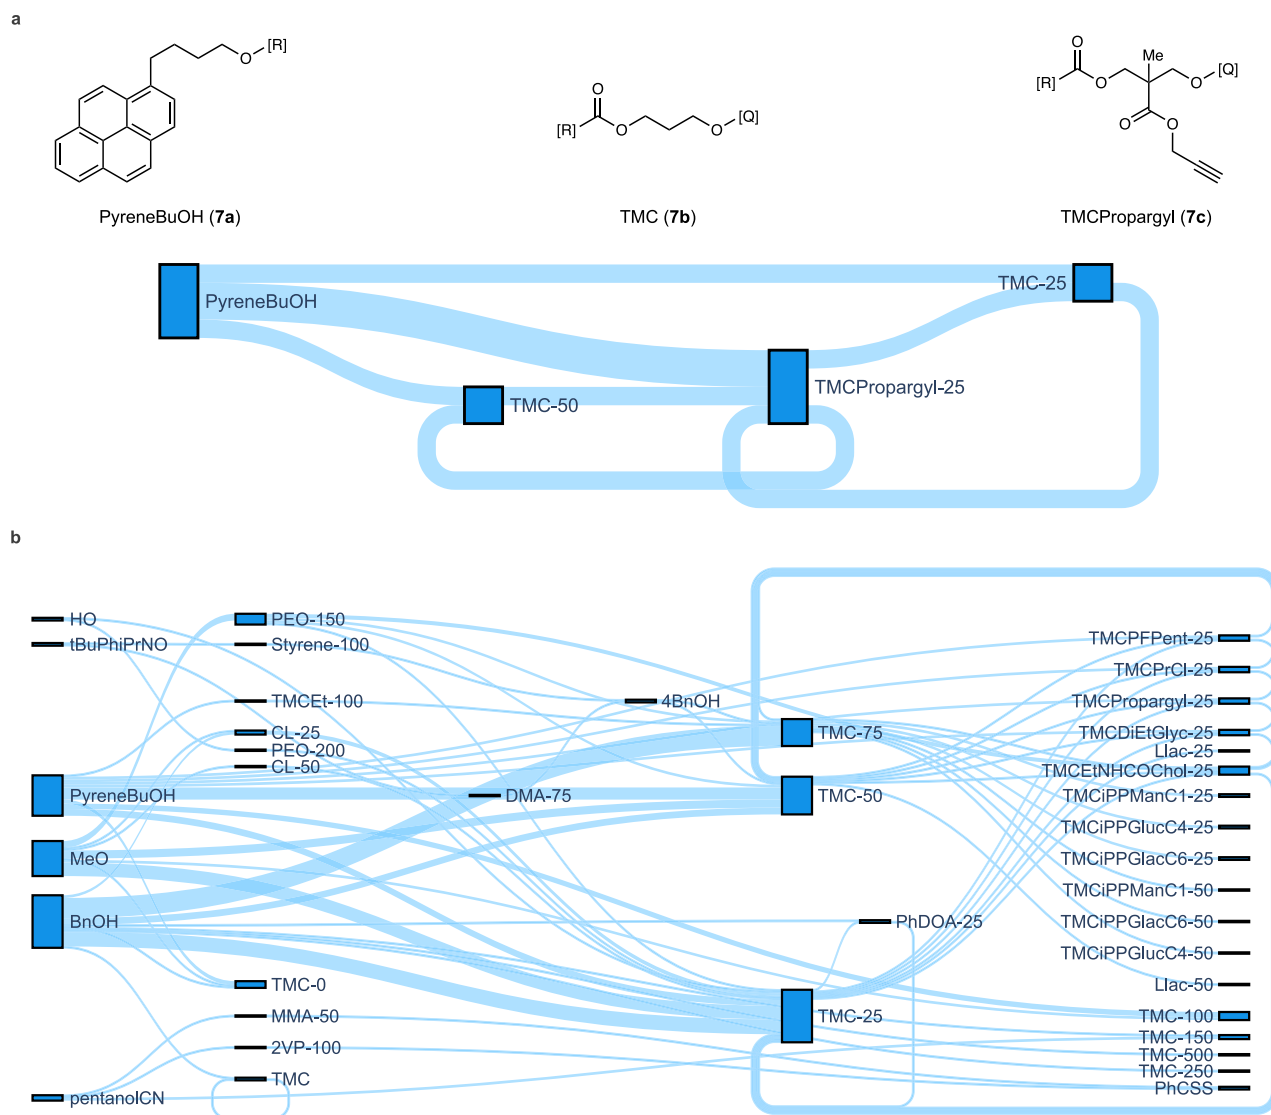 a
[R]
O
O
[R]
O
O
[Q]
O
Me
[R]
O
O
[Q]
O
O
PyreneBuOH (7a)
TMC (7b)
TMCPropargyl (7c)
PyreneBuOH
TMC-25
TMCPropargyl-25
TMC-50
b
HO
tBuPhiPrNO
PyreneBuOH
MeO
BnOH
pentanolCN
PEO-150
Styrene-100
TMCEt-100
CL-25
PEO-200
CL-50
TMC-0
MMA-50
2VP-100
TMC
DMA-75
4BnOH
TMC-75
TMC-50
PhDOA-25
TMC-25
TMCPFPent-25
TMCPrCl-25
TMCPropargyl-25
TMCDiEtGlyc-25
Llac-25
TMCEtNHCOChol-25
TMCiPPManC1-25
TMCiPPGlucC4-25
TMCiPPGlacC6-25
TMCiPPManC1-50
TMCiPPGlacC6-50
TMCiPPGlucC4-50
Llac-50
TMC-100
TMC-150
TMC-500
TMC-250
PhCSS